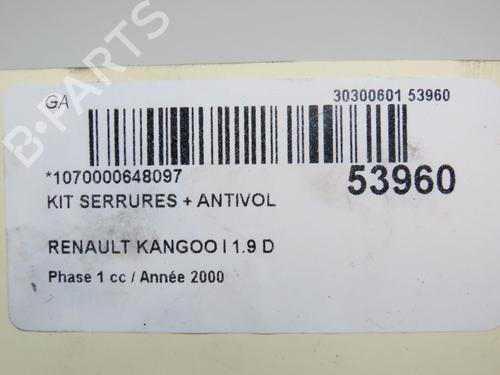 GA
30300601 53960
*1070000648097
53960
KIT SERRURES + ANTIVOL
RENAULT KANGOO I 1.9 D
Phase 1 cc / Année 2000
B-PARTS